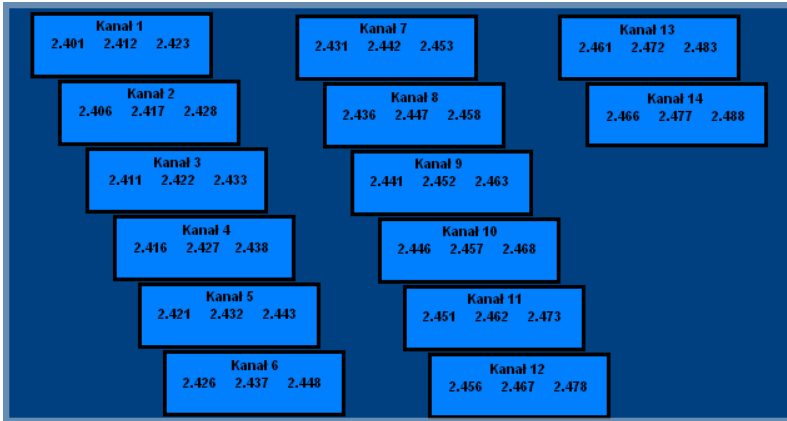 Kanał 1
2.401 2.412 2.423
Kanał 2
2.406 2.417 2.428
Kanał 3
2.411 2.422 2.433
Kanał 4
2.416 2.427 2.438
Kanał 5
2.421 2.432 2.443
Kanał 6
2.426 2.437 2.448
Kanał 7
2.431 2.442 2.453
Kanał 8
2.436 2.447 2.458
Kanał 9
2.441 2.452 2.463
Kanał 10
2.446 2.457 2.468
Kanał 11
2.451 2.462 2.473
Kanał 12
2.456 2.467 2.478
Kanał 13
2.461 2.472 2.483
Kanał 14
2.466 2.477 2.488